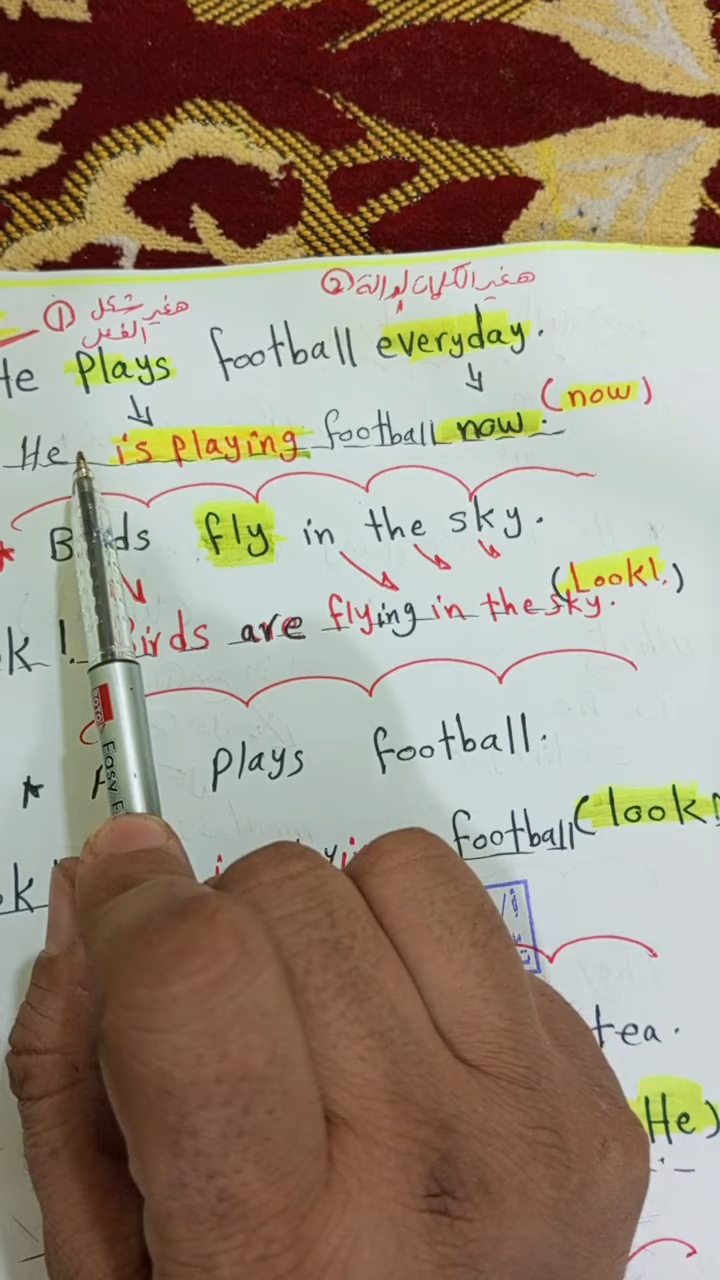 ① هغير شكل الفعل
② هغير الكلمات لدالة
He plays football everyday.
He is playing football now. (now)
Birds fly in the sky.
(Look!)
k! Birds are flying in the sky.
* plays football.
football (look!
tea.
He)